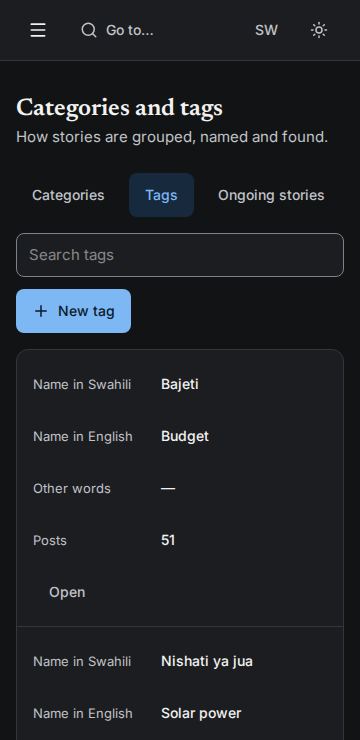 Go to...
SW
Categories and tags
How stories are grouped, named and found.
Categories
Tags
Ongoing stories
Search tags
New tag
Name in Swahili Bajeti
Name in English Budget
Other words —
Posts 51
Open
Name in Swahili Nishati ya jua
Name in English Solar power